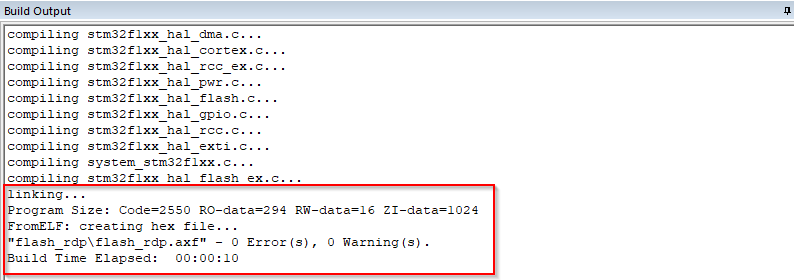 Build Output
compiling stm32f1xx_hal_dma.c...
compiling stm32f1xx_hal_cortex.c...
compiling stm32f1xx_hal_rcc_ex.c...
compiling stm32f1xx_hal_pwr.c...
compiling stm32f1xx_hal_flash.c...
compiling stm32f1xx_hal_gpio.c...
compiling stm32f1xx_hal_rcc.c...
compiling stm32f1xx_hal_exti.c...
compiling system_stm32f1xx.c...
compiling stm32f1xx_hal_flash_ex.c...
linking...
Program Size: Code=2550 RO-data=294 RW-data=16 ZI-data=1024
FromELF: creating hex file...
"flash_rdp\flash_rdp.axf" - 0 Error(s), 0 Warning(s).
Build Time Elapsed:  00:00:10